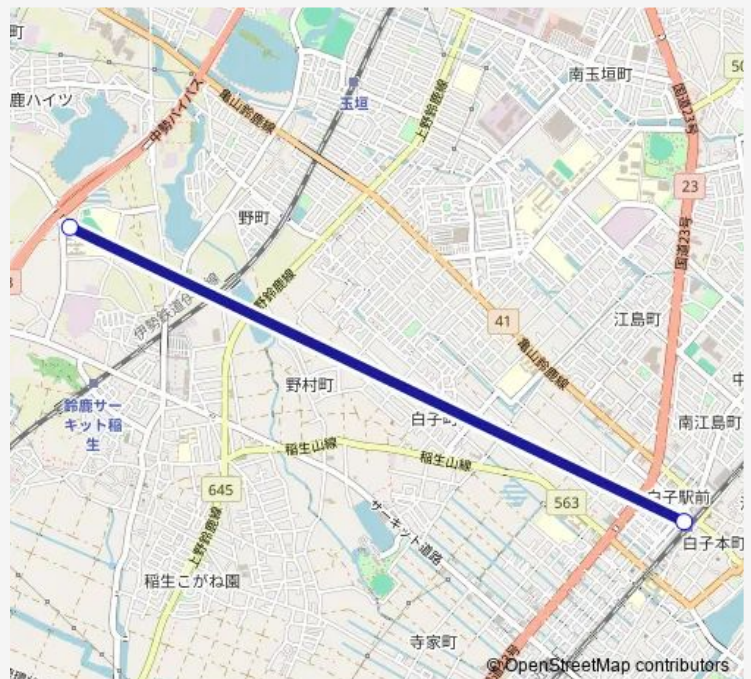 町
南玉垣町
50
国道23号
鹿ハイツ
中勢バイパス
亀山鈴鹿線
玉垣
上野鈴鹿線
23
野町
国道23号
伊勢鉄道伊
線
野鈴鹿線
41
江島町
亀山鈴鹿線
野村町
鈴鹿サー
キット稲
生
白子町
南江島町
稲生山線
稲生山線
645
563
白子駅前
サーキット道路
白子本町
上野鈴鹿線
稲生こがね園
寺家町
© OpenStreetMap contributors